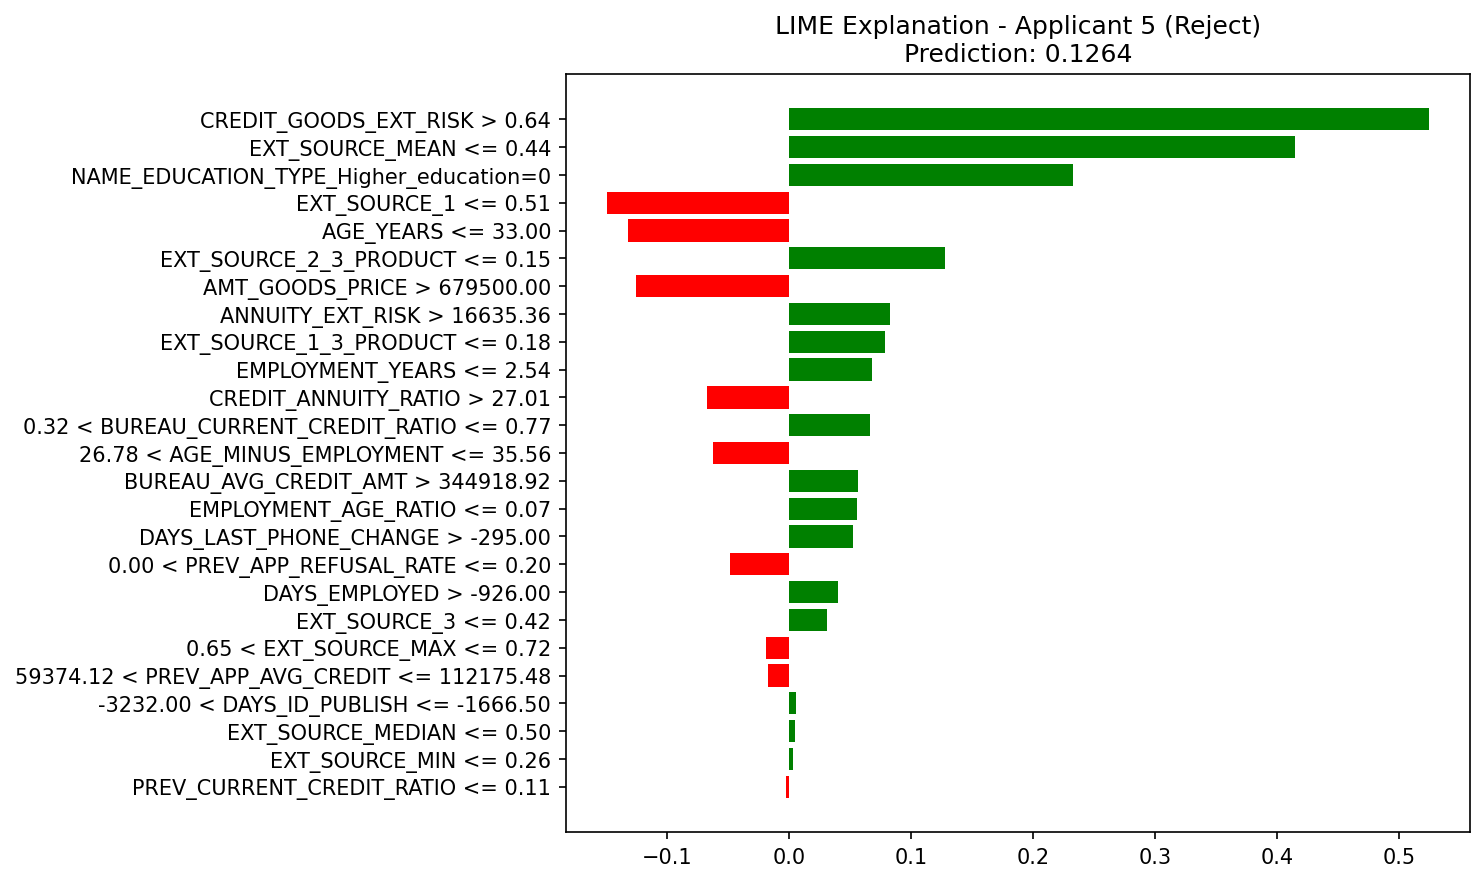 LIME Explanation - Applicant 5 (Reject)
Prediction: 0.1264
CREDIT_GOODS_EXT_RISK > 0.64
EXT_SOURCE_MEAN <= 0.44
NAME_EDUCATION_TYPE_Higher_education=0
EXT_SOURCE_1 <= 0.51
AGE_YEARS <= 33.00
EXT_SOURCE_2_3_PRODUCT <= 0.15
AMT_GOODS_PRICE > 679500.00
ANNUITY_EXT_RISK > 16635.36
EXT_SOURCE_1_3_PRODUCT <= 0.18
EMPLOYMENT_YEARS <= 2.54
CREDIT_ANNUITY_RATIO > 27.01
0.32 < BUREAU_CURRENT_CREDIT_RATIO <= 0.77
26.78 < AGE_MINUS_EMPLOYMENT <= 35.56
BUREAU_AVG_CREDIT_AMT > 344918.92
EMPLOYMENT_AGE_RATIO <= 0.07
DAYS_LAST_PHONE_CHANGE > -295.00
0.00 < PREV_APP_REFUSAL_RATE <= 0.20
DAYS_EMPLOYED > -926.00
EXT_SOURCE_3 <= 0.42
0.65 < EXT_SOURCE_MAX <= 0.72
59374.12 < PREV_APP_AVG_CREDIT <= 112175.48
-3232.00 < DAYS_ID_PUBLISH <= -1666.50
EXT_SOURCE_MEDIAN <= 0.50
EXT_SOURCE_MIN <= 0.26
PREV_CURRENT_CREDIT_RATIO <= 0.11
−0.1 0.0 0.1 0.2 0.3 0.4 0.5